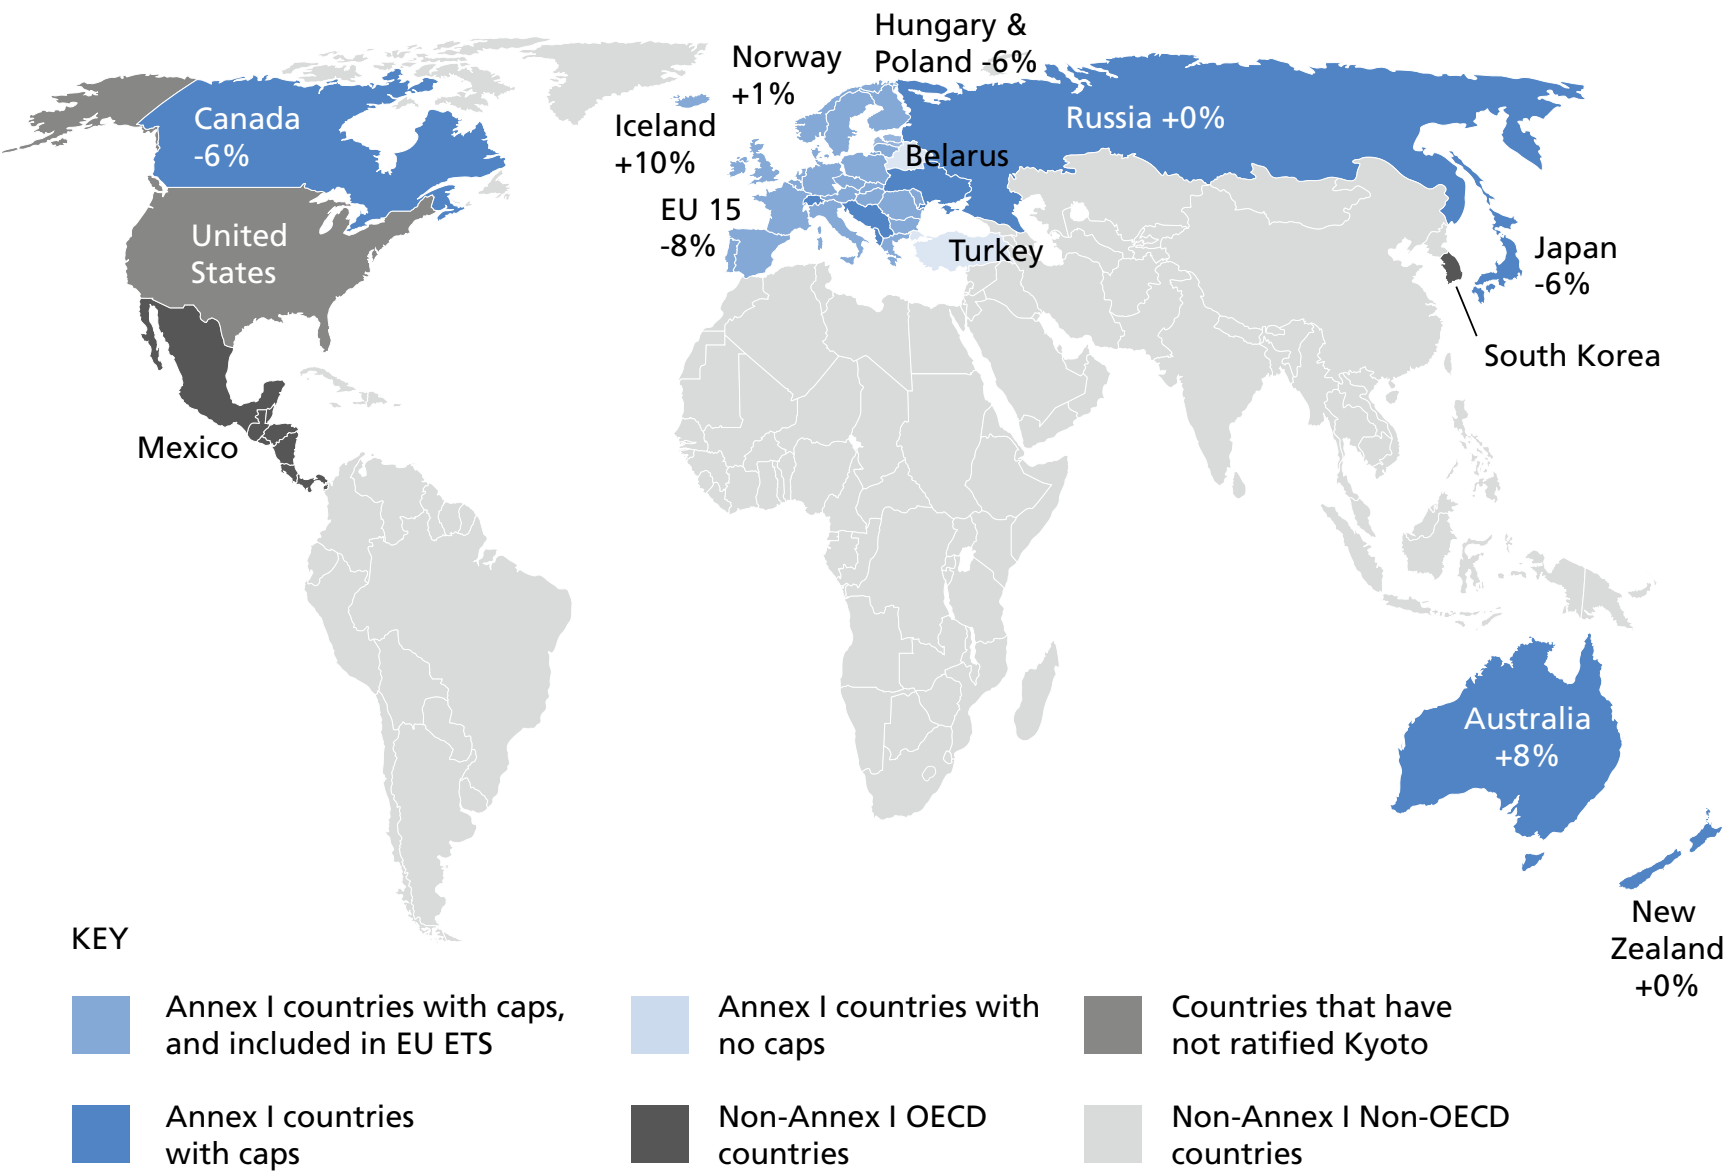 Hungary &
Poland -6%
Norway
+1%
Iceland
+10%
Canada
-6%
Russia +0%
Belarus
EU 15
-8%
United
States
Turkey
Japan
-6%
South Korea
Mexico
Australia
+8%
New
Zealand
+0%
KEY
Annex I countries with caps,
and included in EU ETS
Annex I countries with
no caps
Countries that have
not ratified Kyoto
Annex I countries
with caps
Non-Annex I OECD
countries
Non-Annex I Non-OECD
countries